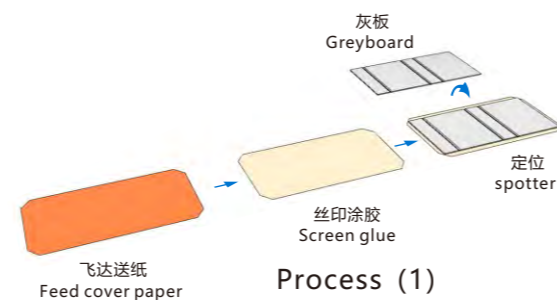 灰板
Greyboard
定位
spotter
丝印涂胶
Screen glue
飞达送纸
Feed cover paper
Process (1)